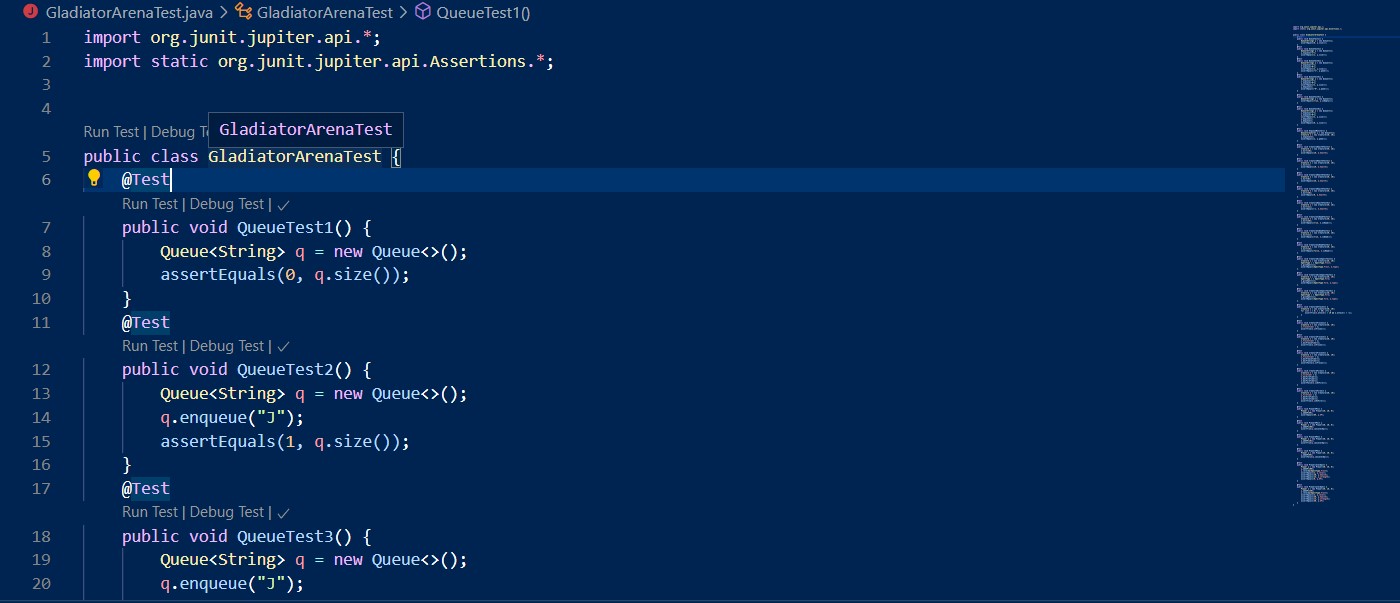 GladiatorArenaTest.java > GladiatorArenaTest > QueueTest1()
1 import org.junit.jupiter.api.*;
2 import static org.junit.jupiter.api.Assertions.*;
3
4
Run Test | Debug Te
GladiatorArenaTest
5 public class GladiatorArenaTest {
6 @Test
Run Test | Debug Test | ✓
7 public void QueueTest1() {
8 Queue<String> q = new Queue<>();
9 assertEquals(0, q.size());
10 }
11 @Test
Run Test | Debug Test | ✓
12 public void QueueTest2() {
13 Queue<String> q = new Queue<>();
14 q.enqueue("J");
15 assertEquals(1, q.size());
16 }
17 @Test
Run Test | Debug Test | ✓
18 public void QueueTest3() {
19 Queue<String> q = new Queue<>();
20 q.enqueue("J");